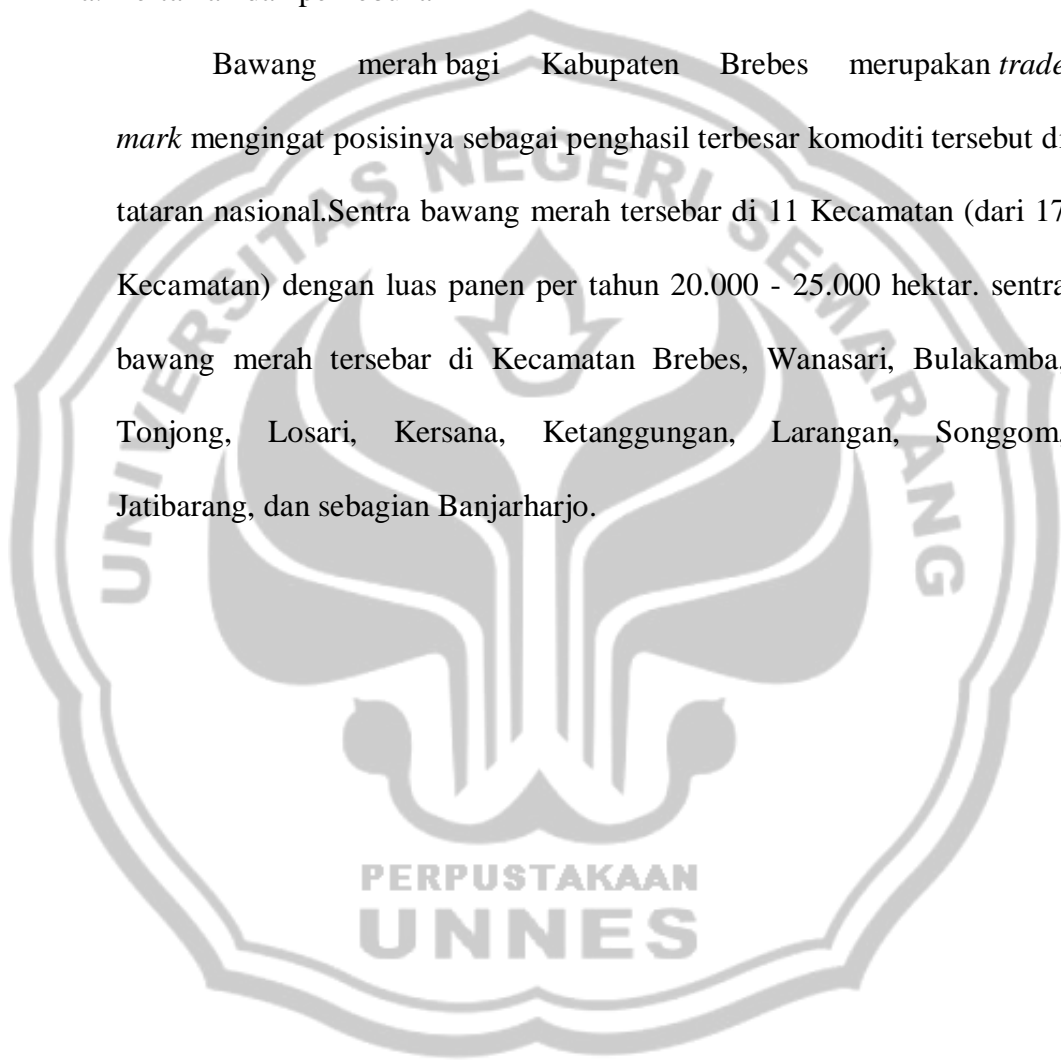 Bawang merah bagi Kabupaten Brebes merupakan trade
mark mengingat posisinya sebagai penghasil terbesar komoditi tersebut di
tataran nasional.Sentra bawang merah tersebar di 11 Kecamatan (dari 17
Kecamatan) dengan luas panen per tahun 20.000 - 25.000 hektar. sentra
bawang merah tersebar di Kecamatan Brebes, Wanasari, Bulakamba,
Tonjong, Losari, Kersana, Ketanggungan, Larangan, Songgom,
Jatibarang, dan sebagian Banjarharjo.
UNIVERSITAS NEGERI SEMARANG
PERPUSTAKAAN
UNNES